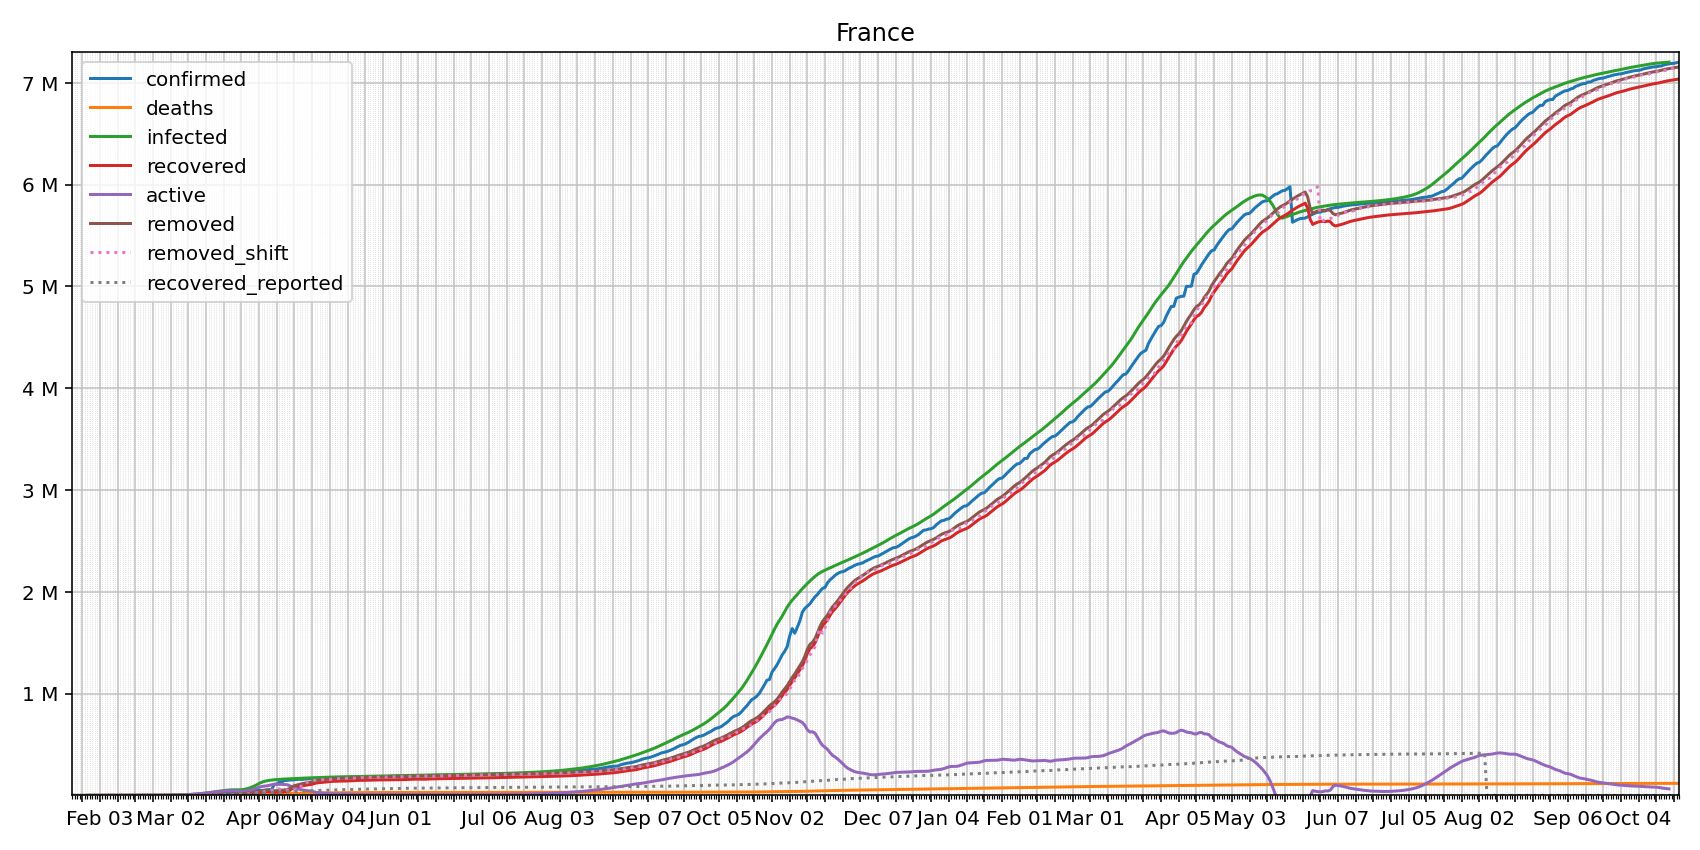 France
7 M
6 M
5 M
4 M
3 M
2 M
1 M
confirmed
deaths
infected
recovered
active
removed
removed_shift
recovered_reported
Feb 03 Mar 02 Apr 06 May 04 Jun 01 Jul 06 Aug 03 Sep 07 Oct 05 Nov 02 Dec 07 Jan 04 Feb 01 Mar 01 Apr 05 May 03 Jun 07 Jul 05 Aug 02 Sep 06 Oct 04